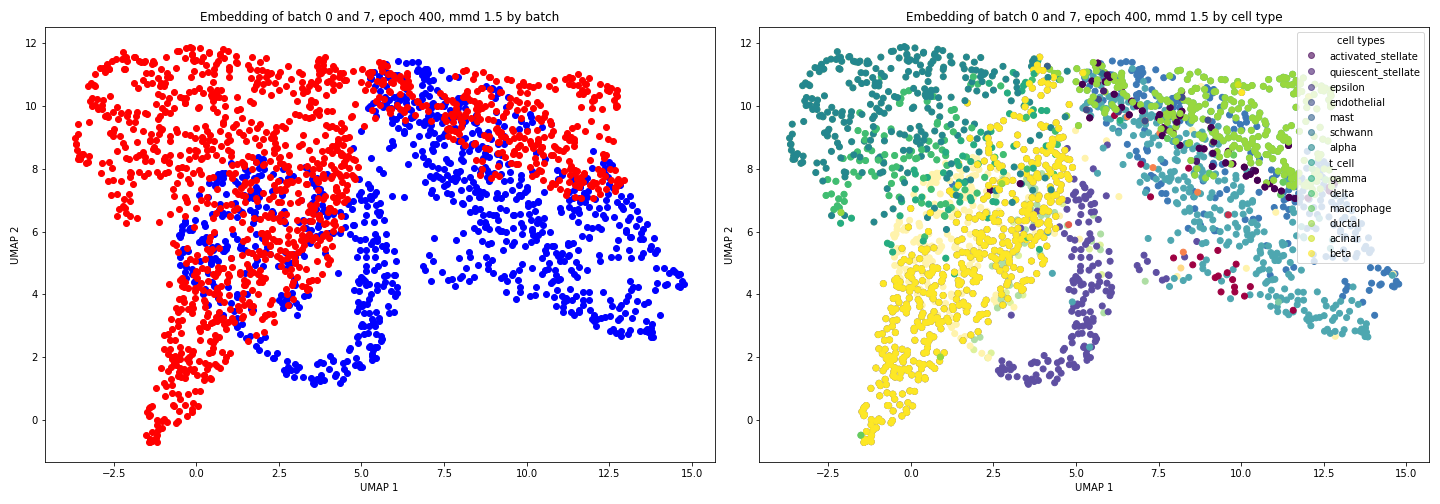 Embedding of batch 0 and 7, epoch 400, mmd 1.5 by batch
12
10
8
6
4
2
0
UMAP 2
−2.5 0.0 2.5 5.0 7.5 10.0 12.5 15.0
UMAP 1
Embedding of batch 0 and 7, epoch 400, mmd 1.5 by cell type
12
10
8
6
4
2
0
UMAP 2
−2.5 0.0 2.5 5.0 7.5 10.0 12.5 15.0
UMAP 1
cell types
activated_stellate
quiescent_stellate
epsilon
endothelial
mast
schwann
alpha
t_cell
gamma
delta
macrophage
ductal
acinar
beta